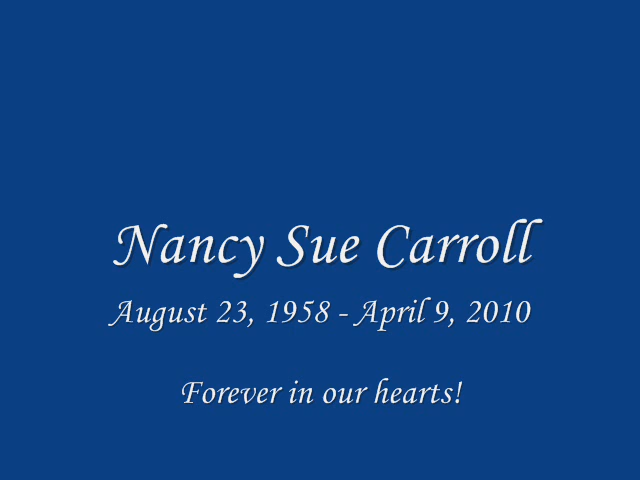 Nancy Sue Carroll
August 23, 1958 - April 9, 2010
Forever in our hearts!